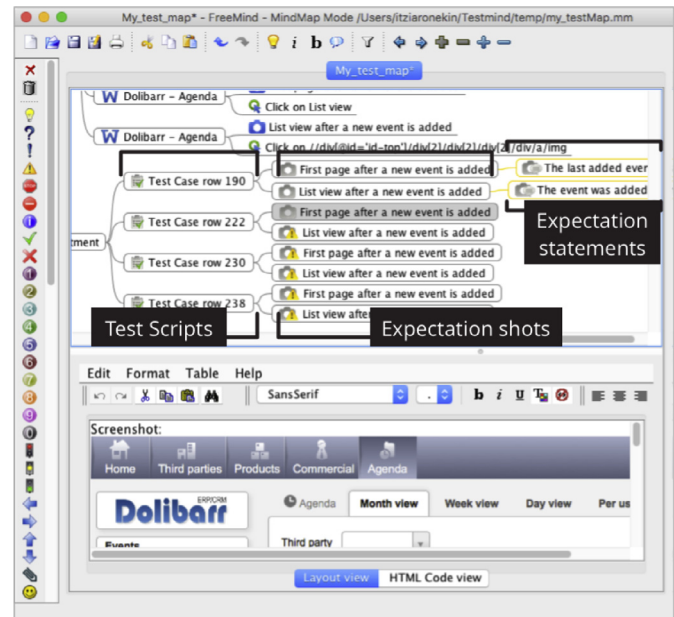 My_test_map* - FreeMind - MindMap Mode /Users/itziaronekin/Testmind/temp/my_testMap.mm
i b
My_test_map*
Dolibarr - Agenda
Click on List view
List view after a new event is added
Dolibarr - Agenda
Click on //div[@id='id-top']/div[2]/div[2]/div[2]/div/a/img
First page after a new event is added
The last added ever
Test Case row 190
List view after a new event is added
The event was added
First page after a new event is added
Test Case row 222
List view after a new event is added
Expectation
statements
tment
First page after a new event is added
Test Case row 230
List view after a new event is added
First page after a new event is added
Test Case row 238
List view after
Test Scripts
Expectation shots
Edit Format Table Help
SansSerif
b i U
Screenshot:
Home Third parties Products Commercial Agenda
ERP/CRM
Dolibarr
Agenda Month view Week view Day view Per us
Events
Third party
Layout view HTML Code view